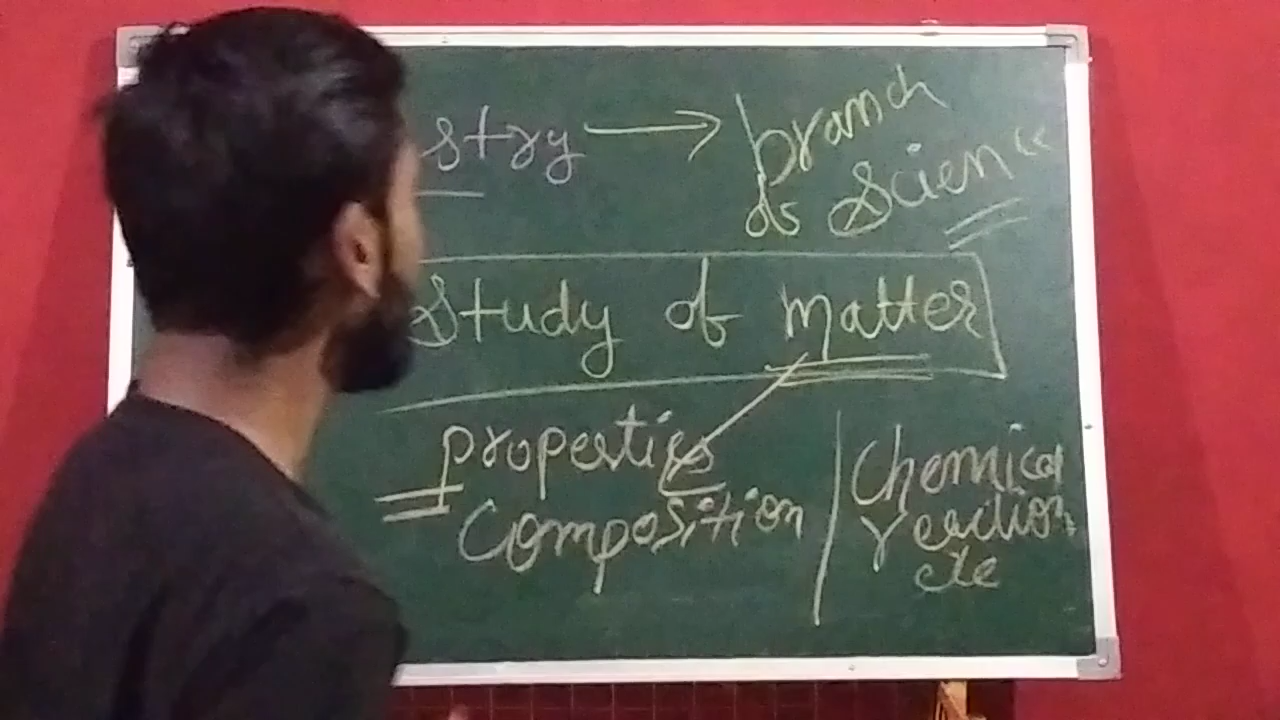 stry → branch
of Science
Study of matter
properties
Composition
Chemical
reaction
etc